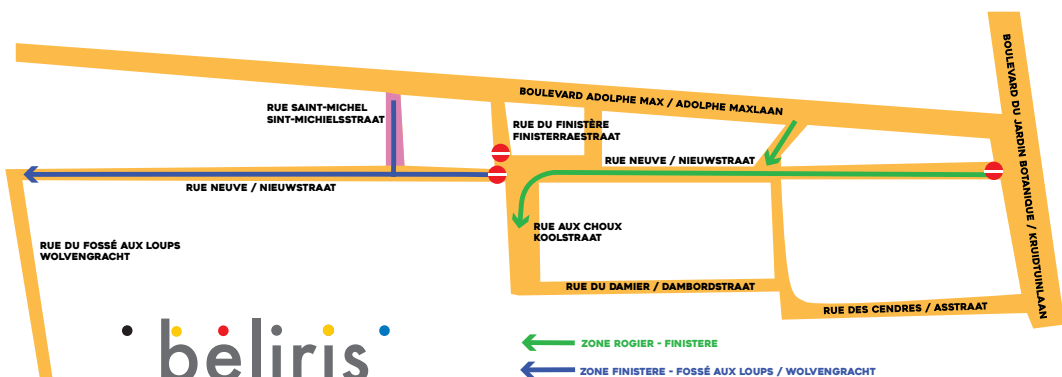 BOULEVARD DU JARDIN BOTANIQUE / KRUIDTUINLAAN
BOULEVARD ADOLPHE MAX / ADOLPHE MAXLAAN
RUE SAINT-MICHEL
SINT-MICHIELSSTRAAT
RUE DU FINISTÈRE
FINISTERRAESTRAAT
RUE NEUVE / NIEUWSTRAAT
RUE NEUVE / NIEUWSTRAAT
RUE AUX CHOUX
KOOLSTRAAT
RUE DU FOSSÉ AUX LOUPS
WOLVENGRACHT
RUE DU DAMIER / DAMBORDSTRAAT
RUE DES CENDRES / ASSTRAAT
beliris
ZONE ROGIER - FINISTERE
ZONE FINISTERE - FOSSÉ AUX LOUPS / WOLVENGRACHT